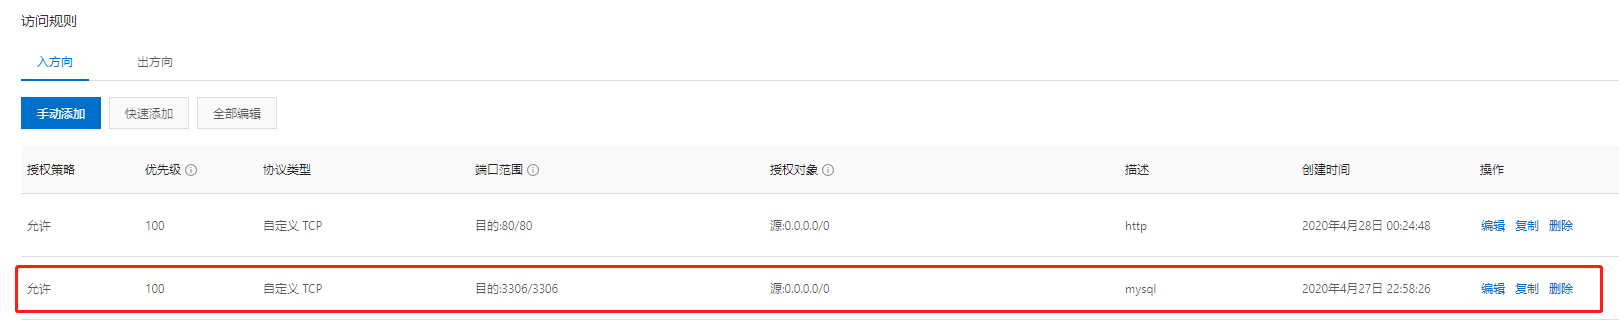 访问规则
入方向 出方向
手动添加 快速添加 全部编辑
授权策略 优先级 协议类型 端口范围 授权对象 描述 创建时间 操作
允许 100 自定义 TCP 目的:80/80 源:0.0.0.0/0 http 2020年4月28日 00:24:48 编辑 复制 删除
允许 100 自定义 TCP 目的:3306/3306 源:0.0.0.0/0 mysql 2020年4月27日 22:58:26 编辑 复制 删除